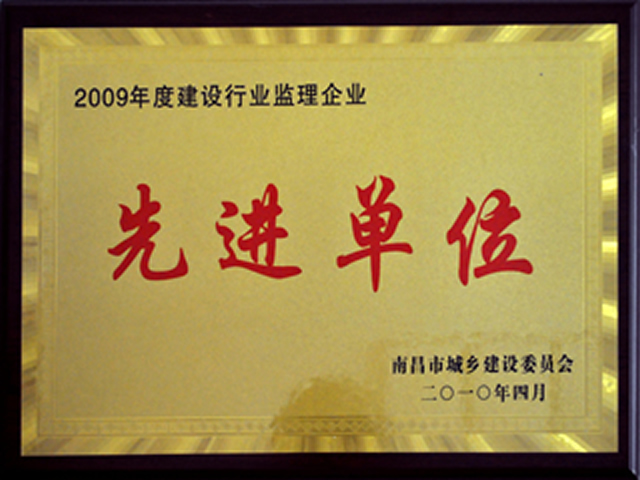 2009年度建设行业监理企业
先进单位
南昌市城乡建设委员会
二〇一〇年四月